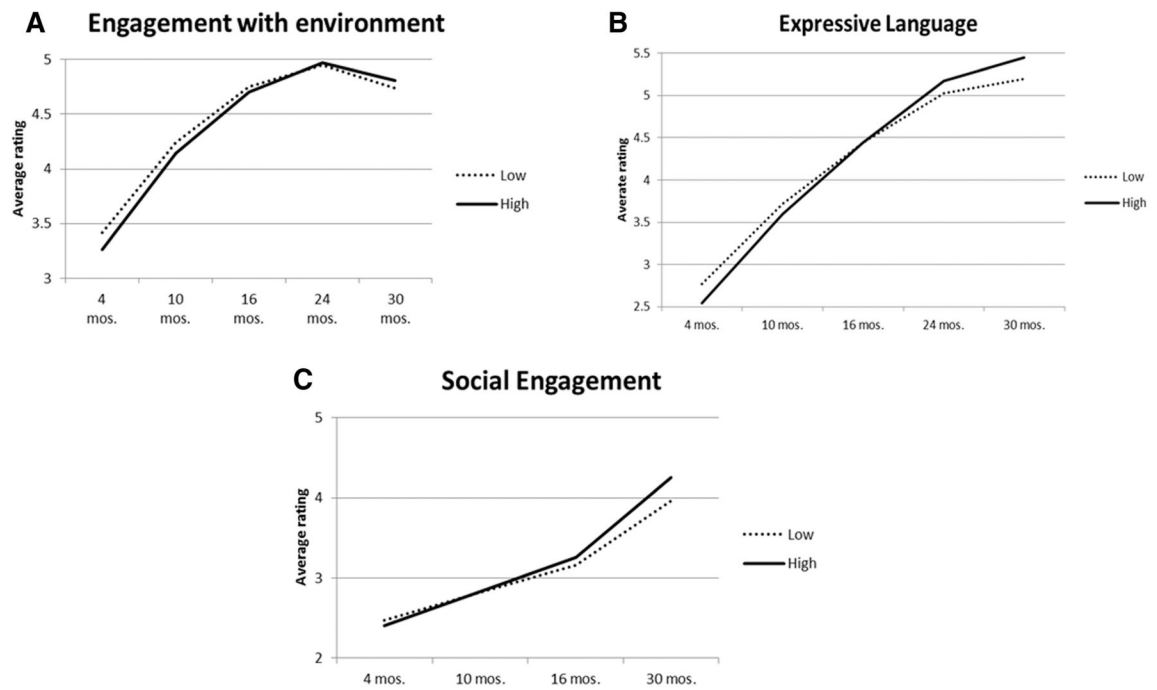 A
Engagement with environment
5
4.5
4
3.5
3
Average rating
4 mos.
10 mos.
16 mos.
24 mos.
30 mos.
Low
High
B
Expressive Language
5.5
5
4.5
4
3.5
3
2.5
Averate rating
4 mos.
10 mos.
16 mos.
24 mos.
30 mos.
Low
High
C
Social Engagement
5
4
3
2
Average rating
4 mos.
10 mos.
16 mos.
30 mos.
Low
High